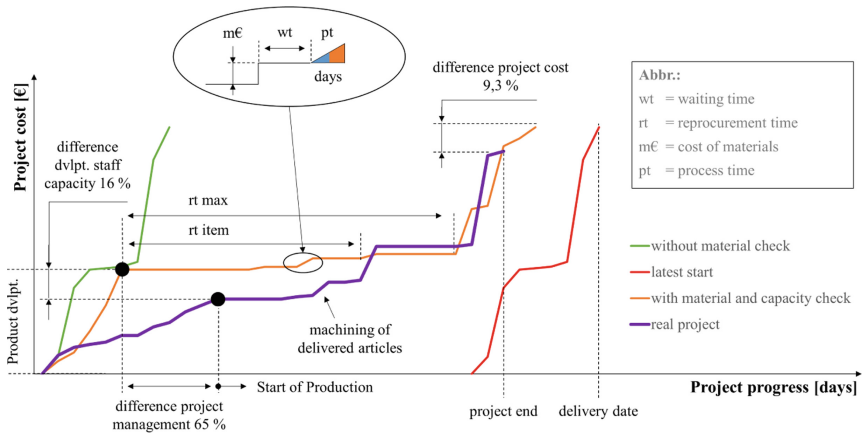 m€
wt
pt
days
difference project cost
9,3 %
Abbr.:
wt = waiting time
rt = reprocurement time
m€ = cost of materials
pt = process time
Project cost [€]
difference
dvlpt. staff
capacity 16 %
rt max
rt item
without material check
latest start
with material and capacity check
real project
Product dvlpt.
machining of
delivered articles
Start of Production
Project progress [days]
difference project
management 65 %
project end
delivery date